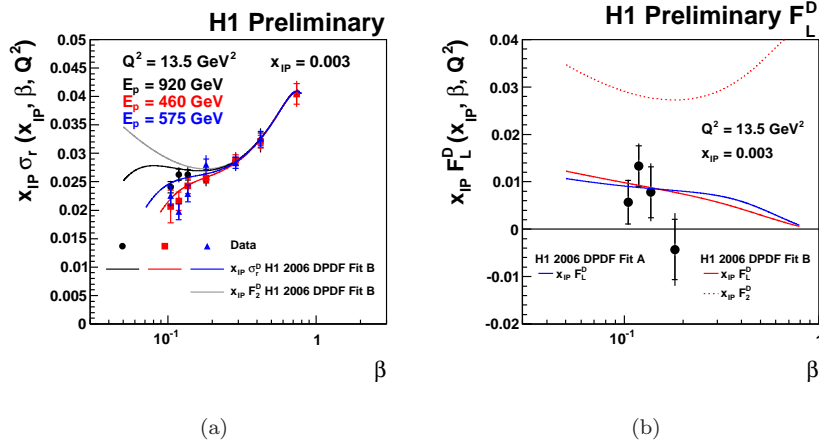 H1 Preliminary
x_IP σ_r (x_IP, β, Q²)
0.05
0.045
0.04
0.035
0.03
0.025
0.02
0.015
0.01
0.005
0
Q² = 13.5 GeV²
x_IP = 0.003
E_p = 920 GeV
E_p = 460 GeV
E_p = 575 GeV
Data
x_IP σ_r^D H1 2006 DPDF Fit B
x_IP F_2^D H1 2006 DPDF Fit B
10⁻¹
1
β
(a)
H1 Preliminary F_L^D
x_IP F_L^D (x_IP, β, Q²)
0.04
0.02
0
-0.01
-0.02
Q² = 13.5 GeV²
x_IP = 0.003
H1 2006 DPDF Fit A
x_IP F_L^D
H1 2006 DPDF Fit B
x_IP F_L^D
x_IP F_2^D
10⁻¹
1
β
(b)